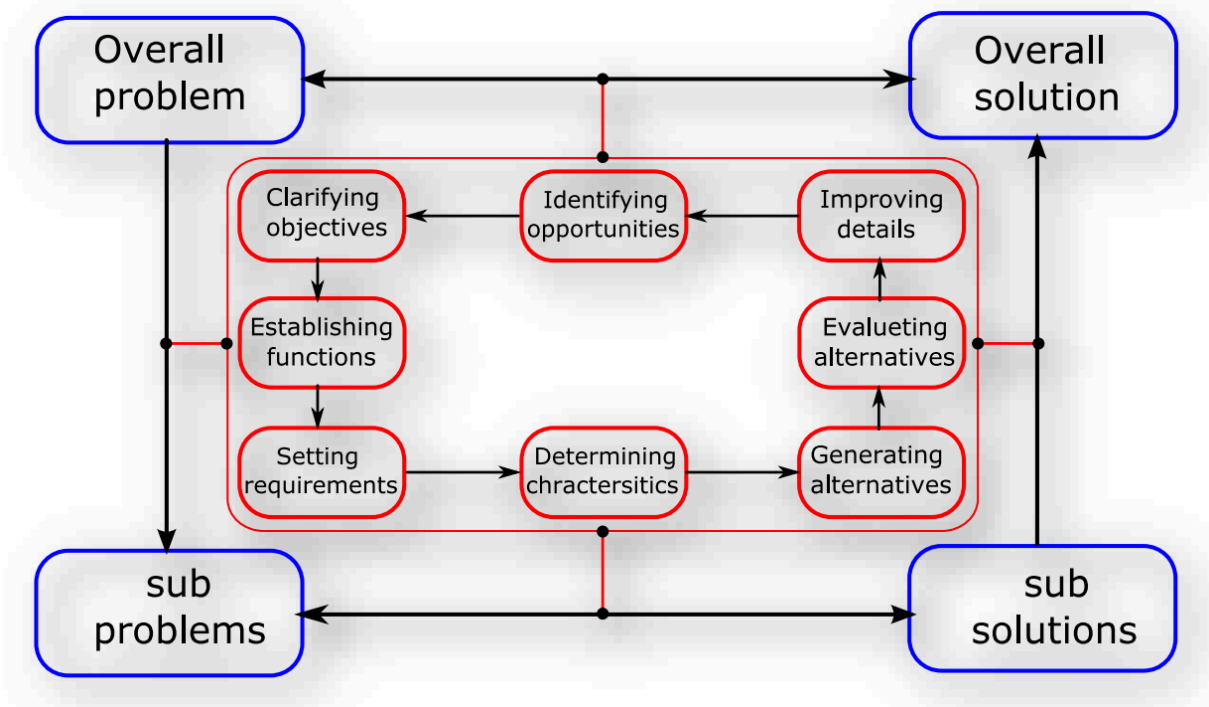 Overall
problem
Overall
solution
Clarifying
objectives
Identifying
opportunities
Improving
details
Establishing
functions
Evalueting
alternatives
Setting
requirements
Determining
chractersitics
Generating
alternatives
sub
problems
sub
solutions